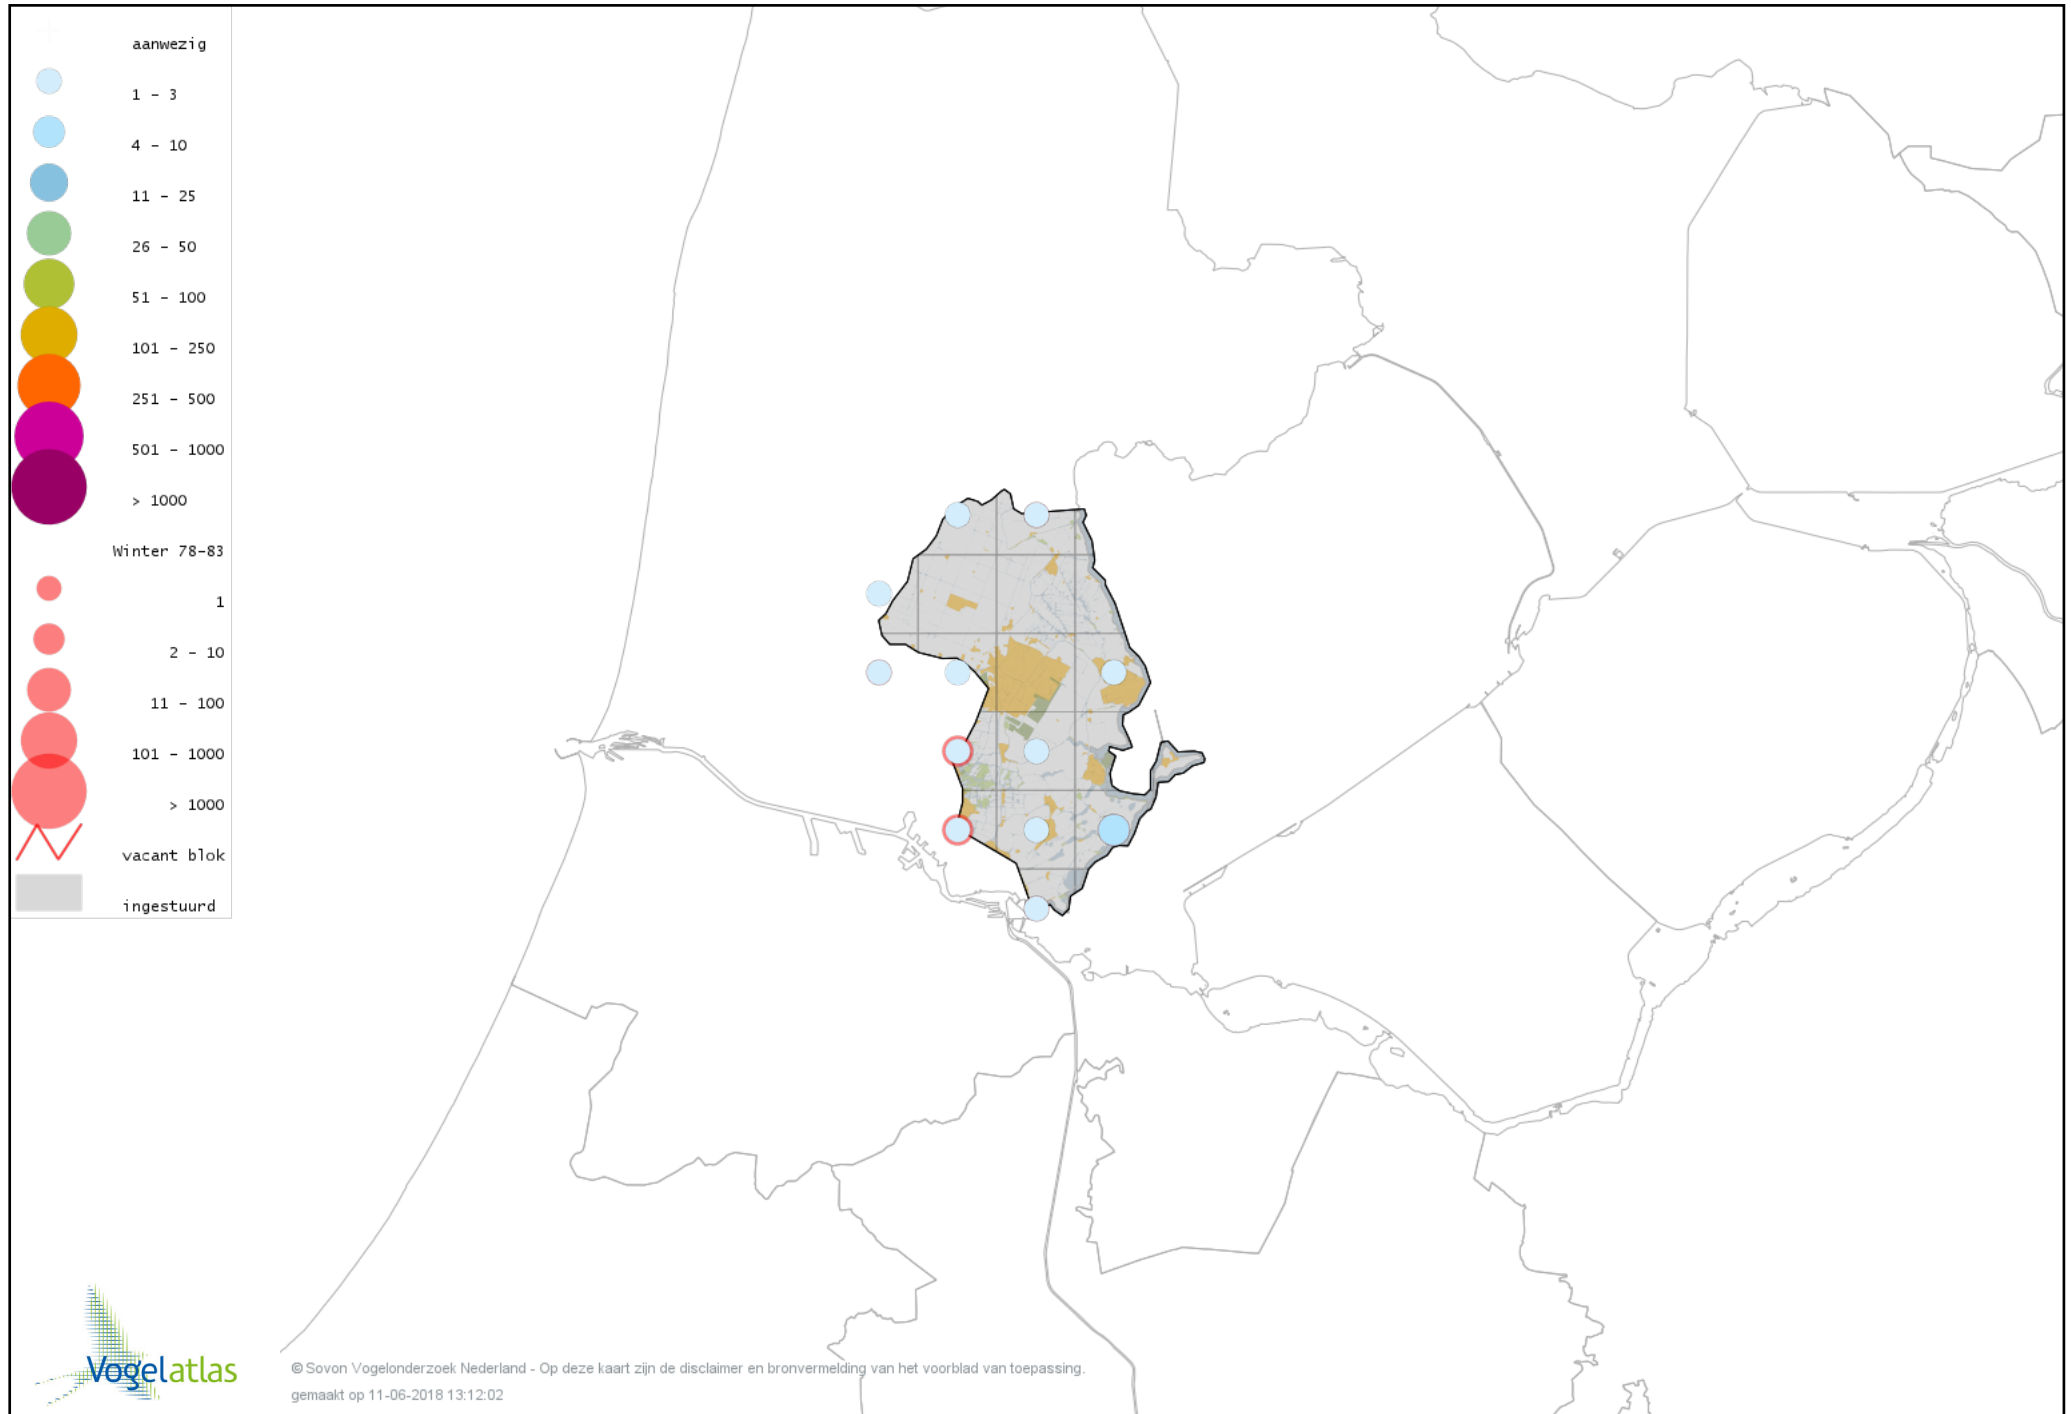 aanwezig
1 - 3
4 - 10
11 - 25
26 - 50
51 - 100
101 - 250
251 - 500
501 - 1000
> 1000
Winter 78-83
1
2 - 10
11 - 100
101 - 1000
> 1000
vacant blok
ingestuurd
Vogelatlas
© Sovon Vogelonderzoek Nederland - Op deze kaart zijn de disclaimer en bronvermelding van het voorblad van toepassing.
gemaakt op 11-06-2018 13:12:02